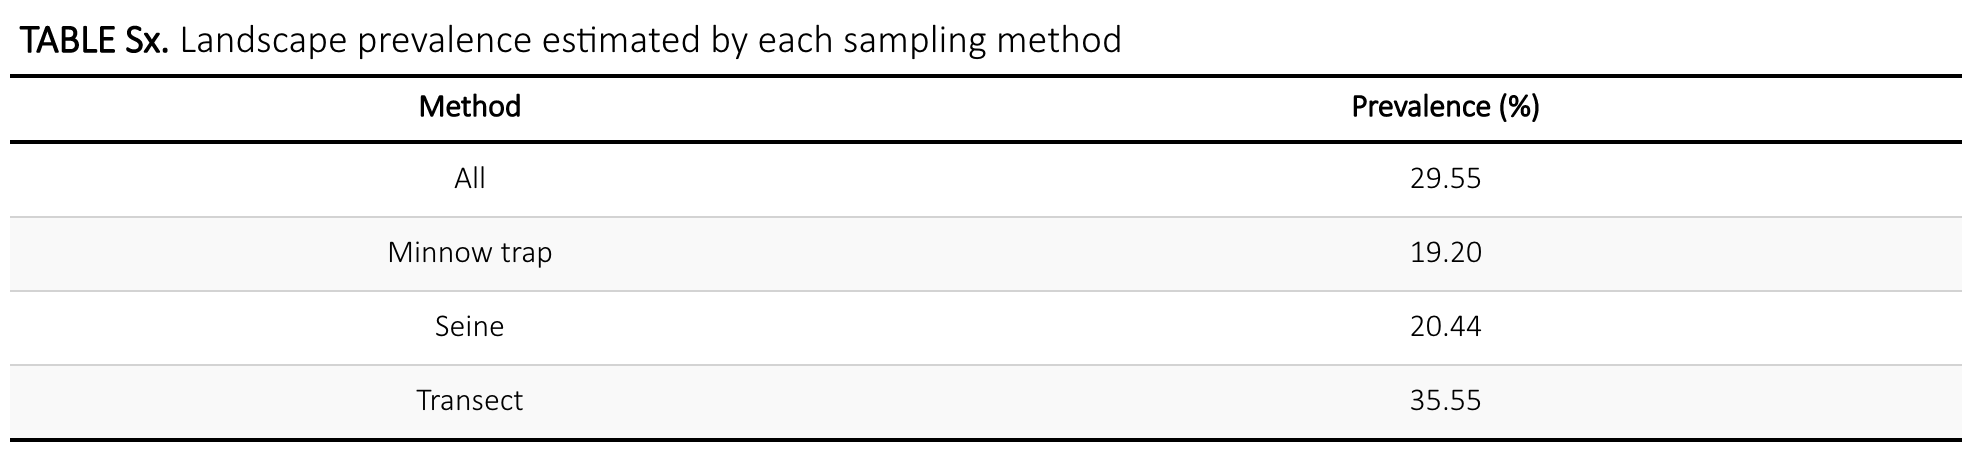 TABLE Sx. Landscape prevalence estimated by each sampling method
Method Prevalence (%)
All 29.55
Minnow trap 19.20
Seine 20.44
Transect 35.55